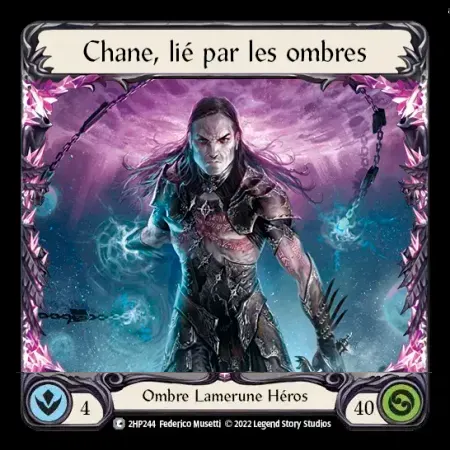 Chane, lié par les ombres
4
Ombre Lamerune Héros
40
C 2HP244 Federico Musetti © 2022 Legend Story Studios